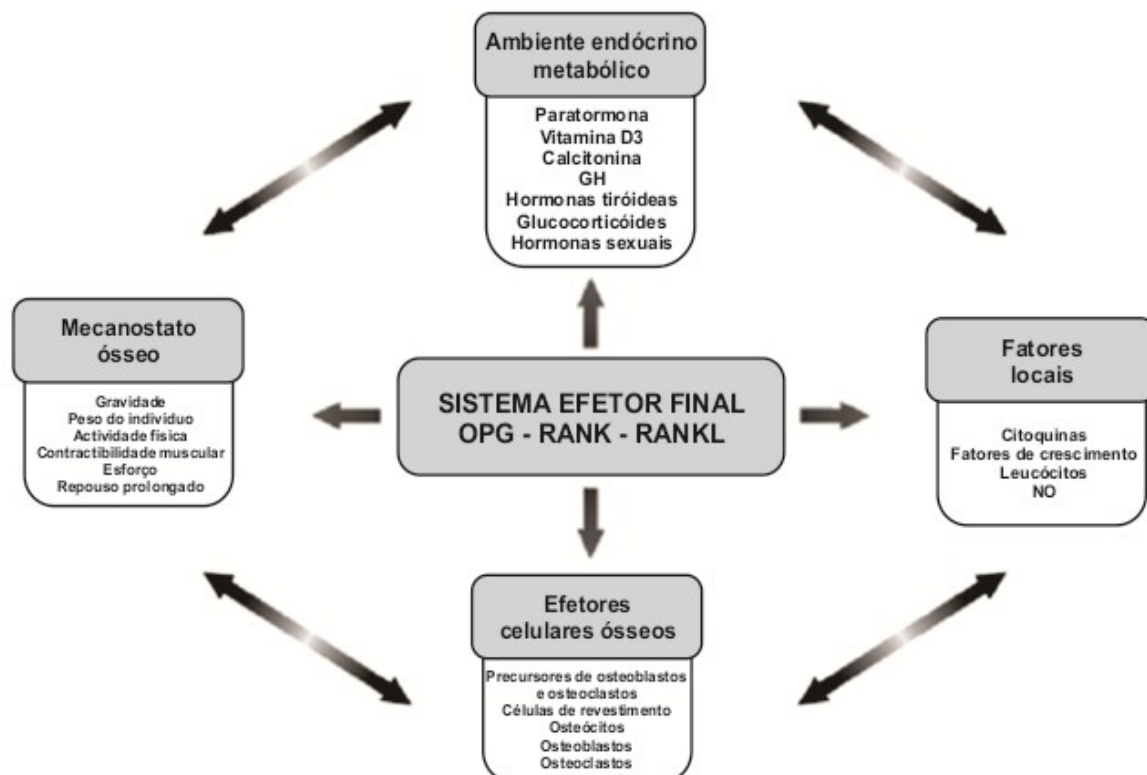 Ambiente endócrino
metabólico
Paratormona
Vitamina D3
Calcitonina
GH
Hormonas tiróideas
Glucocorticóides
Hormonas sexuais
Mecanostato
ósseo
Gravidade
Peso do indivíduo
Actividade física
Contractibilidade muscular
Esforço
Repouso prolongado
SISTEMA EFETOR FINAL
OPG - RANK - RANKL
Fatores
locais
Citoquinas
Fatores de crescimento
Leucócitos
NO
Efetores
celulares ósseos
Precursores de osteoblastos
e osteoclastos
Células de revestimento
Osteócitos
Osteoblastos
Osteoclastos